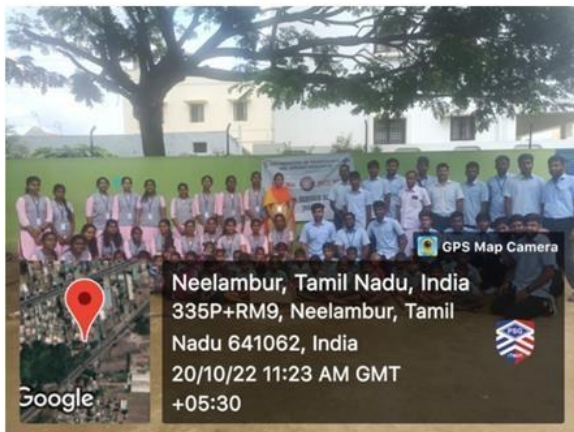 GPS Map Camera
Neelambur, Tamil Nadu, India
335P+RM9, Neelambur, Tamil
Nadu 641062, India
20/10/22 11:23 AM GMT
+05:30
Google
PSG